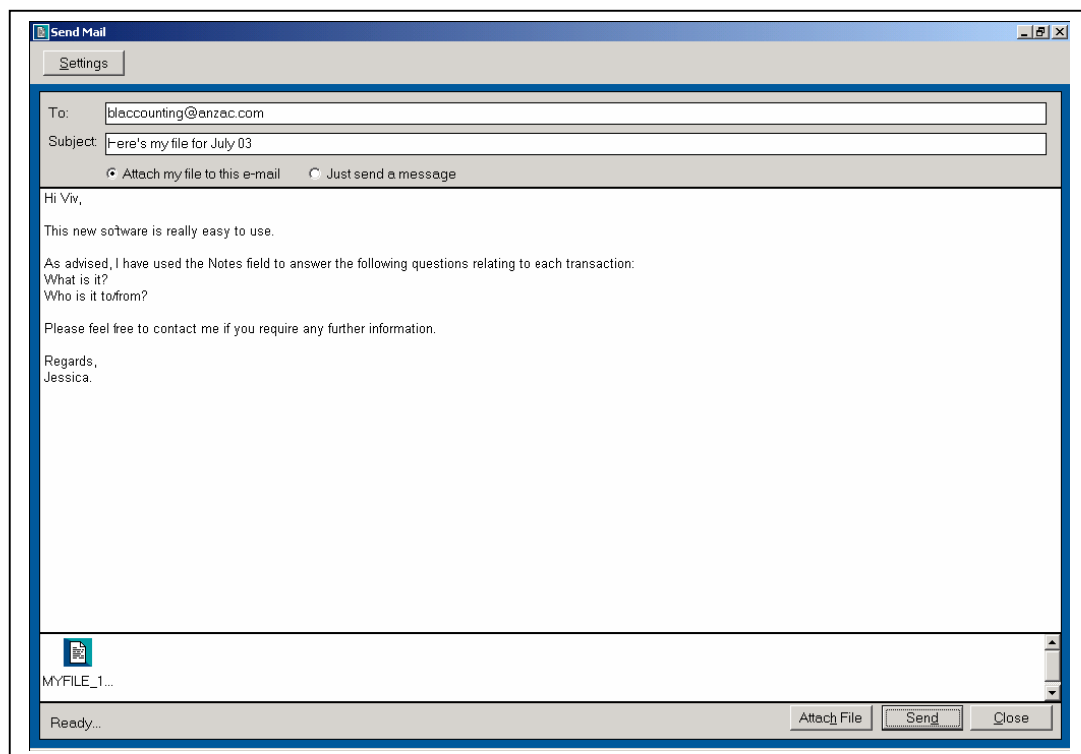 Send Mail
Settings
To: blaccounting@anzac.com
Subject: Here's my file for July 03
Attach my file to this e-mail Just send a message
Hi Viv,
This new software is really easy to use.
As advised, I have used the Notes field to answer the following questions relating to each transaction:
What is it?
Who is it to/from?
Please feel free to contact me if you require any further information.
Regards,
Jessica.
MYFILE_1...
Ready... Attach File Send Close